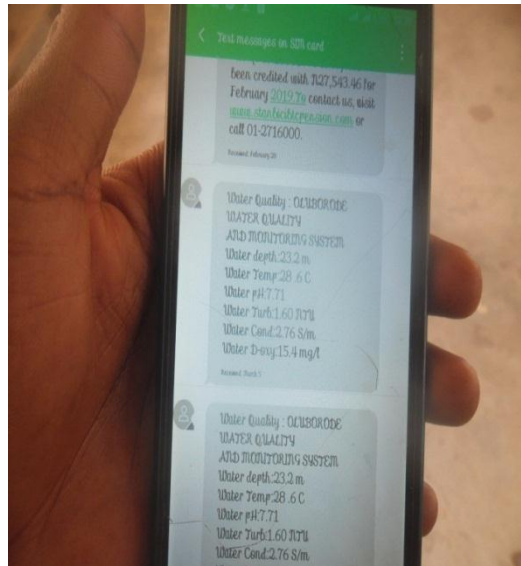 Text messages on SIM card
been credited with N27,543.46 for
February 2019.To contact us, visit
www.stanbicibtcpension.com or
call 01-2716000.
Received: February 28
Water Quality : OLUBORODE
WATER QUALITY
AND MONITORING SYSTEM
Water depth:23.2 m
Water Temp:28 .6 C
Water pH:7.71
Water Turb:1.60 NTU
Water Cond:2.76 S/m
Water D-oxy:15.4 mg/l
Water Quality : OLUBORODE
WATER QUALITY
AND MONITORING SYSTEM
Water depth:23.2 m
Water Temp:28 .6 C
Water pH:7.71
Water Turb:1.60 NTU
Water Cond:2.76 S/m